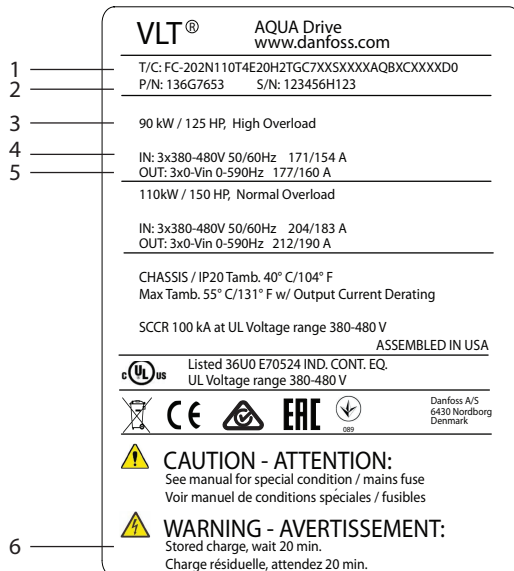 VLT® AQUA Drive
www.danfoss.com
1 T/C: FC-202N110T4E20H2TGC7XXSXXXXAQBXCXXXXD0
2 P/N: 136G7653 S/N: 123456H123
3 90 kW / 125 HP, High Overload
4 IN: 3x380-480V 50/60Hz 171/154 A
5 OUT: 3x0-Vin 0-590Hz 177/160 A
110kW / 150 HP, Normal Overload
IN: 3x380-480V 50/60Hz 204/183 A
OUT: 3x0-Vin 0-590Hz 212/190 A
CHASSIS / IP20 Tamb. 40° C/104° F
Max Tamb. 55° C/131° F w/ Output Current Derating
SCCR 100 kA at UL Voltage range 380-480 V
ASSEMBLED IN USA
c UL us Listed 36U0 E70524 IND. CONT. EQ.
UL Voltage range 380-480 V
CE EAC 089
Danfoss A/S
6430 Nordborg
Denmark
CAUTION - ATTENTION:
See manual for special condition / mains fuse
Voir manuel de conditions spéciales / fusibles
WARNING - AVERTISSEMENT:
6 Stored charge, wait 20 min.
Charge résiduelle, attendez 20 min.